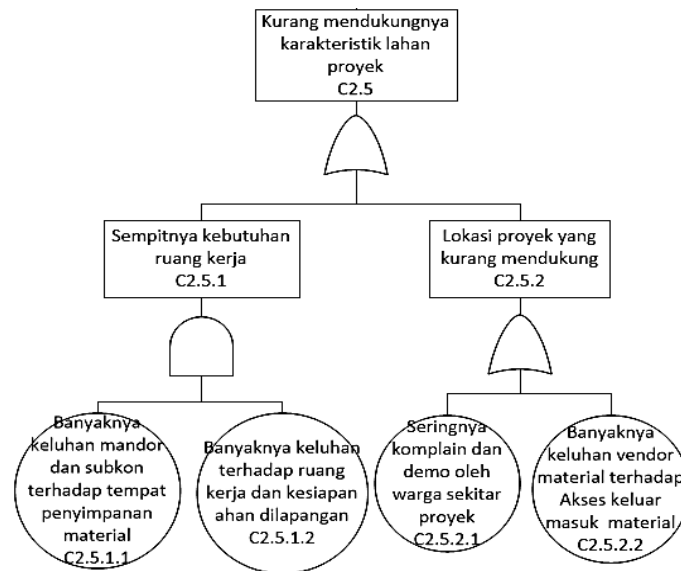 Kurang mendukungnya
karakteristik lahan
proyek
C2.5
Sempitnya kebutuhan
ruang kerja
C2.5.1
Lokasi proyek yang
kurang mendukung
C2.5.2
Banyaknya
keluhan mandor
dan subkon
terhadap tempat
penyimpanan
material
C2.5.1.1
Banyaknya keluhan
terhadap ruang
kerja dan kesiapan
ahan dilapangan
C2.5.1.2
Seringnya
komplain dan
demo oleh
warga sekitar
proyek
C2.5.2.1
Banyaknya
keluhan vendor
material terhadap
Akses keluar
masuk material
C2.5.2.2